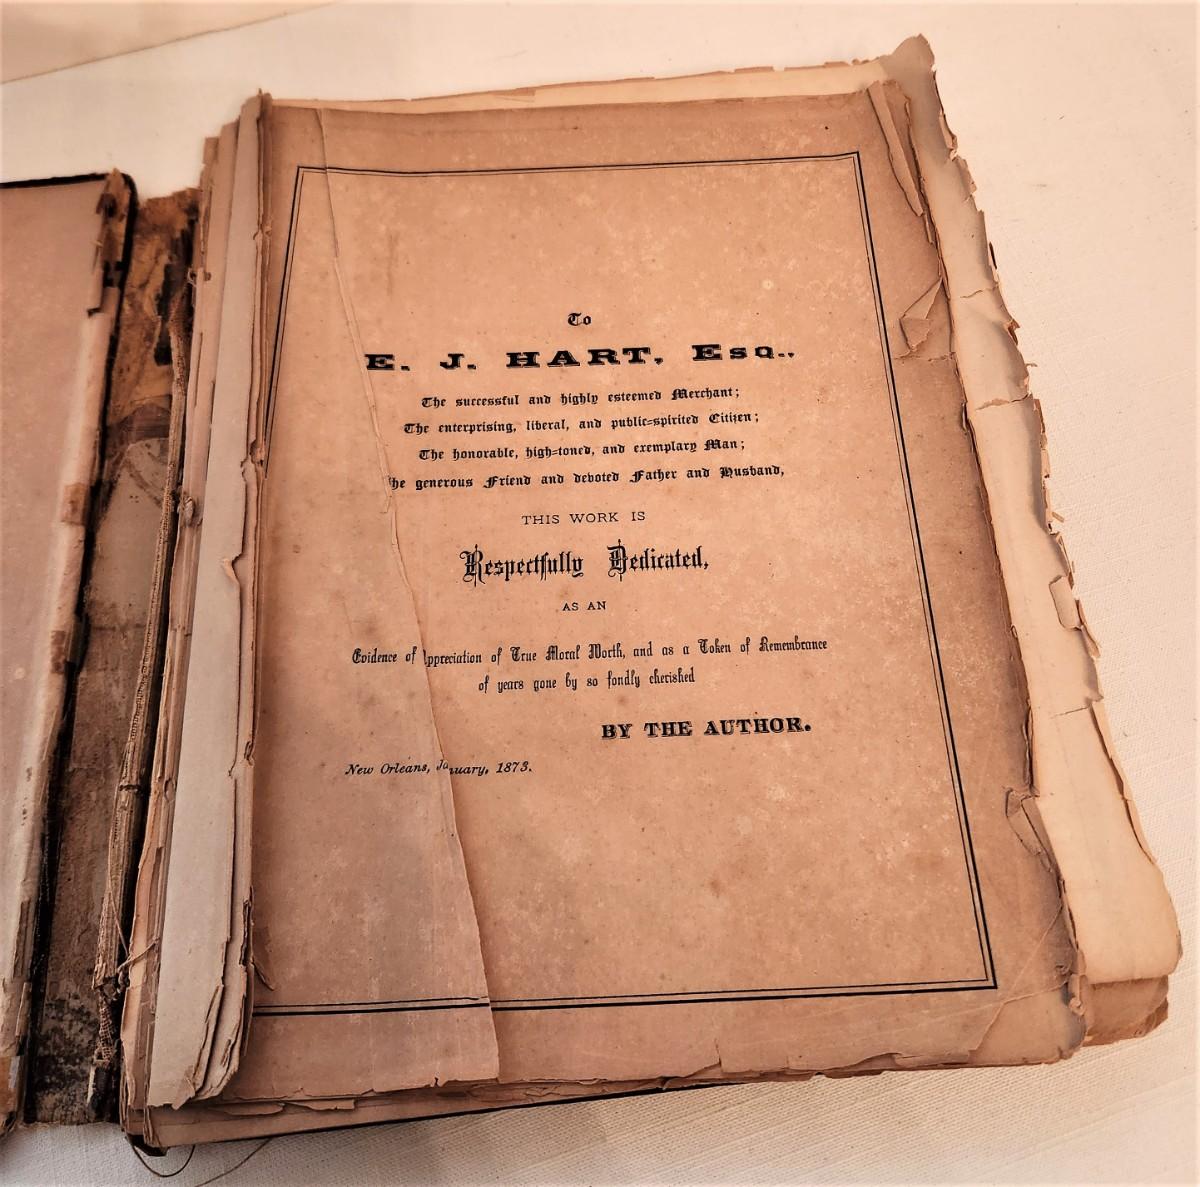 To
E. J. HART, ESQ.,
The successful and highly esteemed Merchant;
The enterprising, liberal, and public=spirited Citizen;
The honorable, high=toned, and exemplary Man;
he generous Friend and devoted Father and Husband,
THIS WORK IS
Respectfully Dedicated,
AS AN
Evidence of Appreciation of True Moral Worth, and as a Token of Remembrance
of years gone by so fondly cherished
BY THE AUTHOR.
New Orleans, January, 1873.